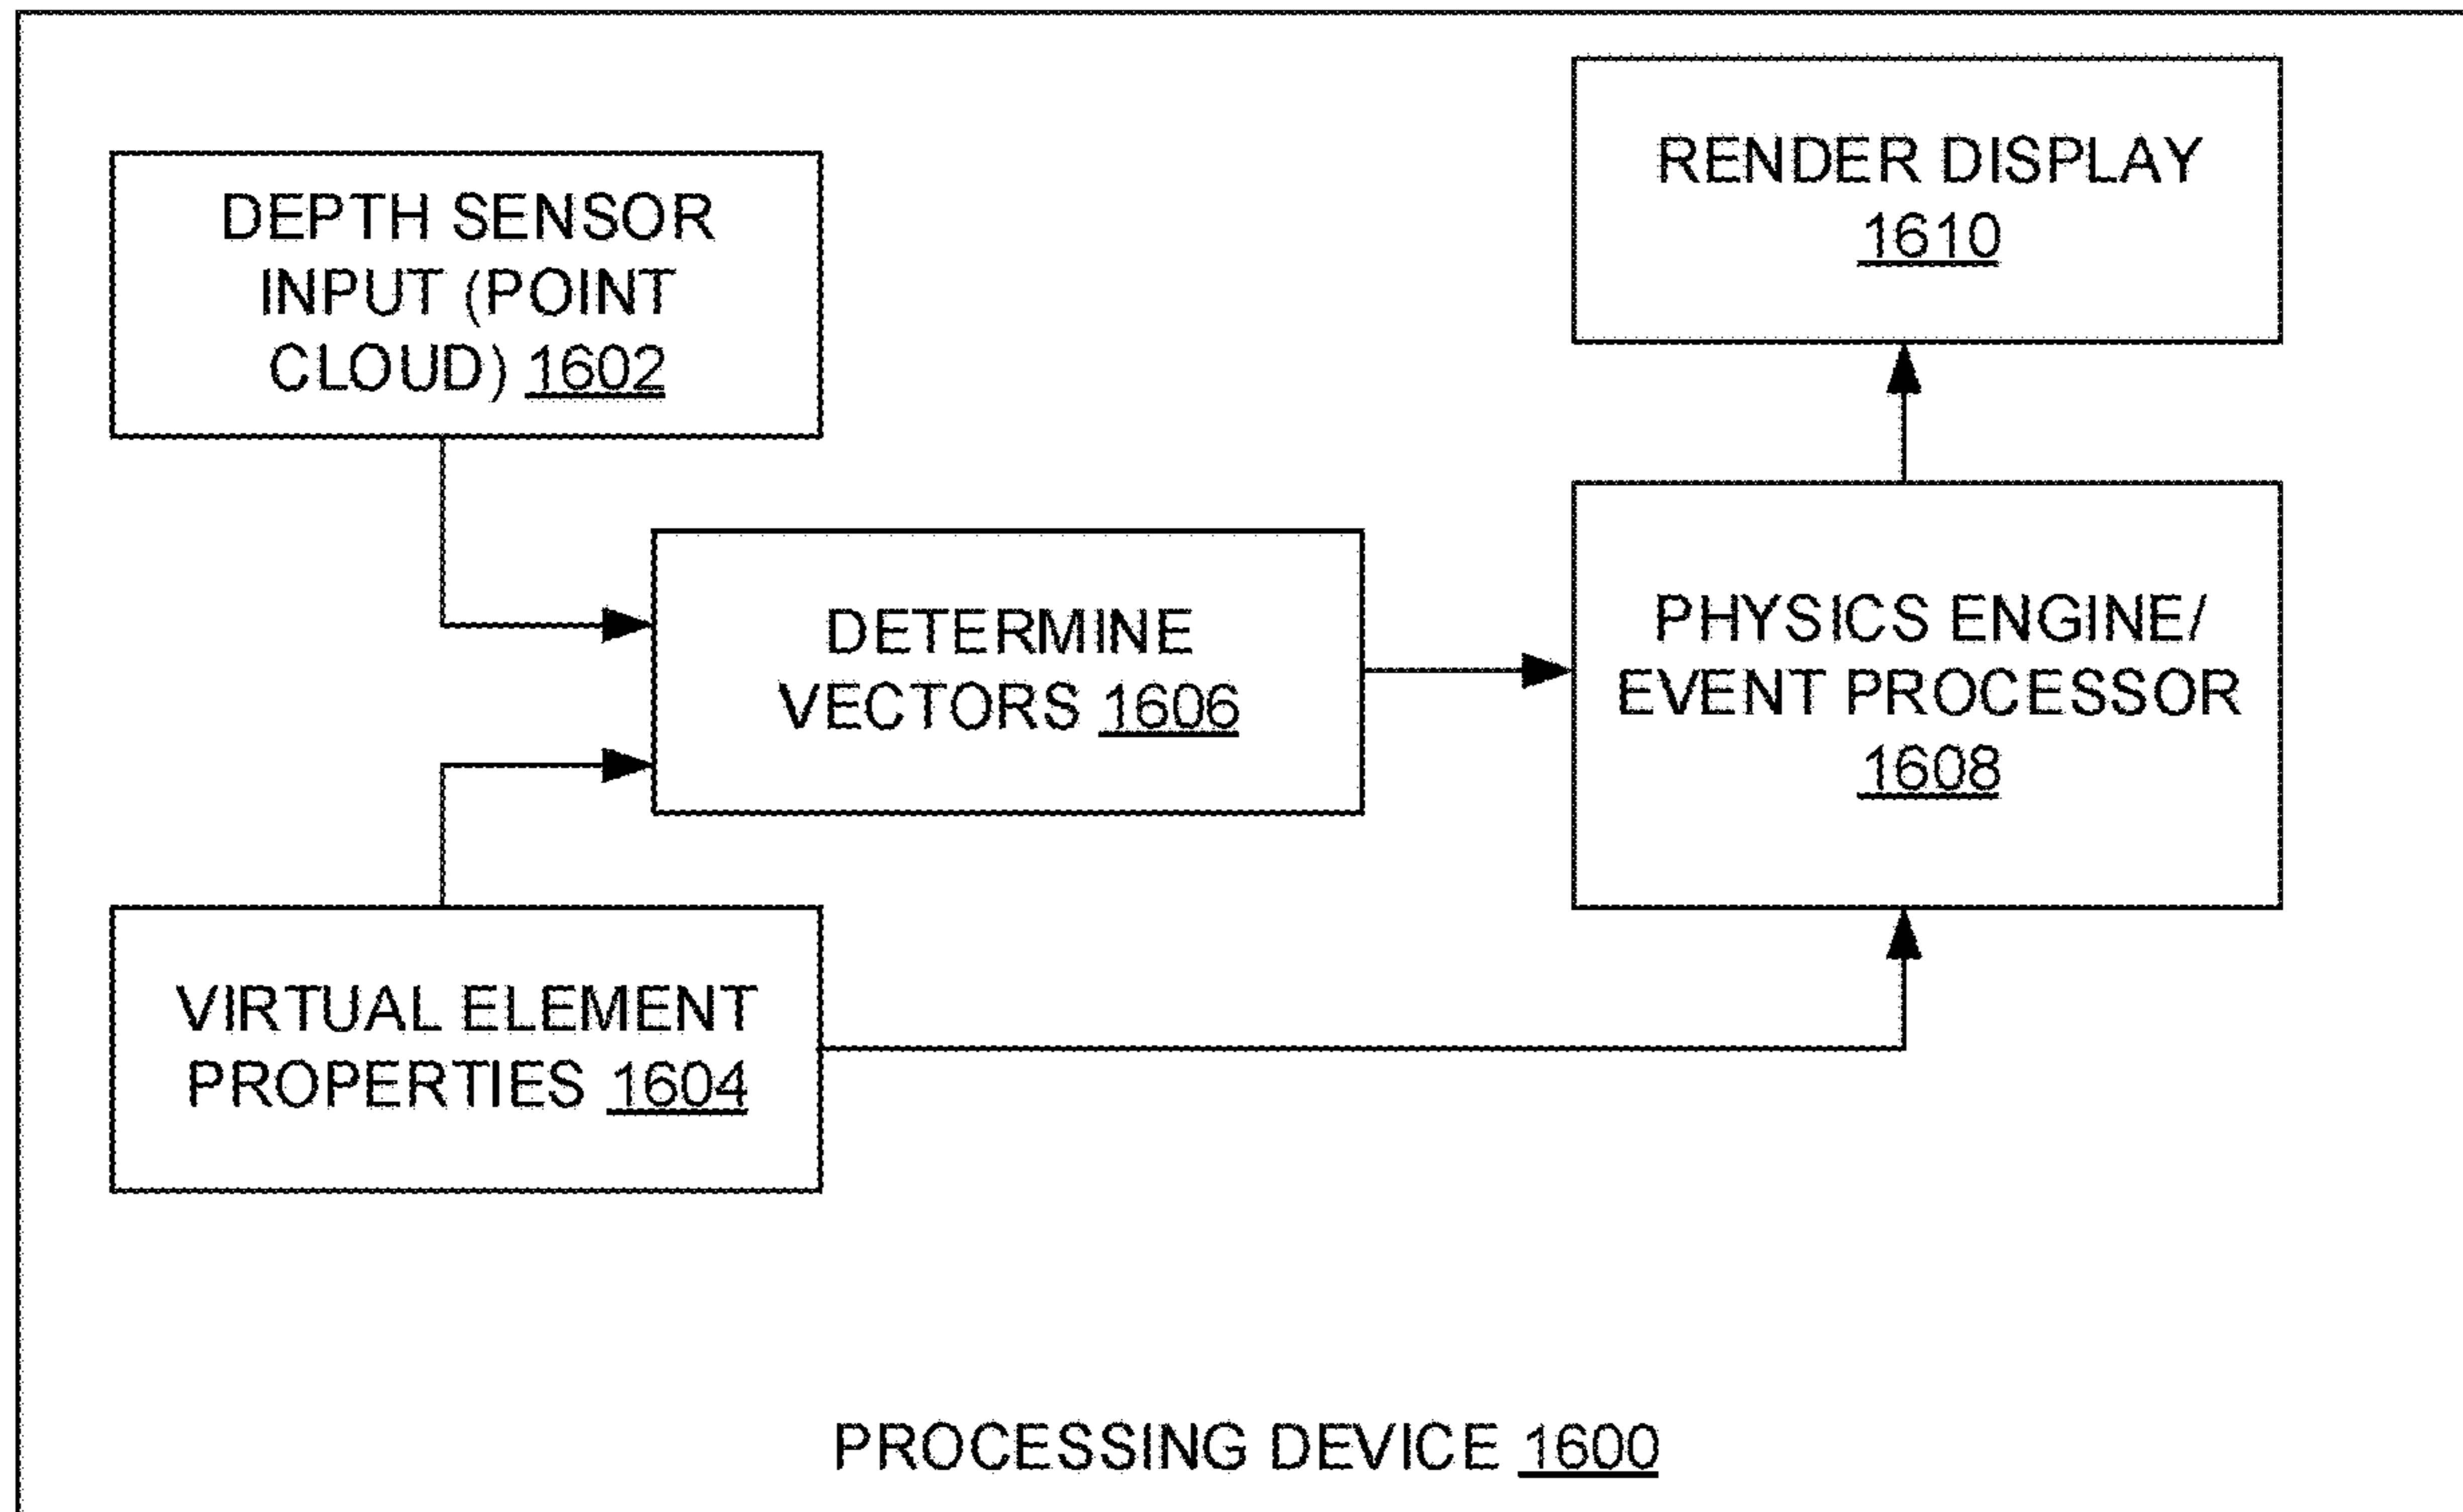 DEPTH SENSOR
INPUT (POINT
CLOUD) 1602
RENDER DISPLAY
1610
DETERMINE
VECTORS 1606
PHYSICS ENGINE/
EVENT PROCESSOR
1608
VIRTUAL ELEMENT
PROPERTIES 1604
PROCESSING DEVICE 1600